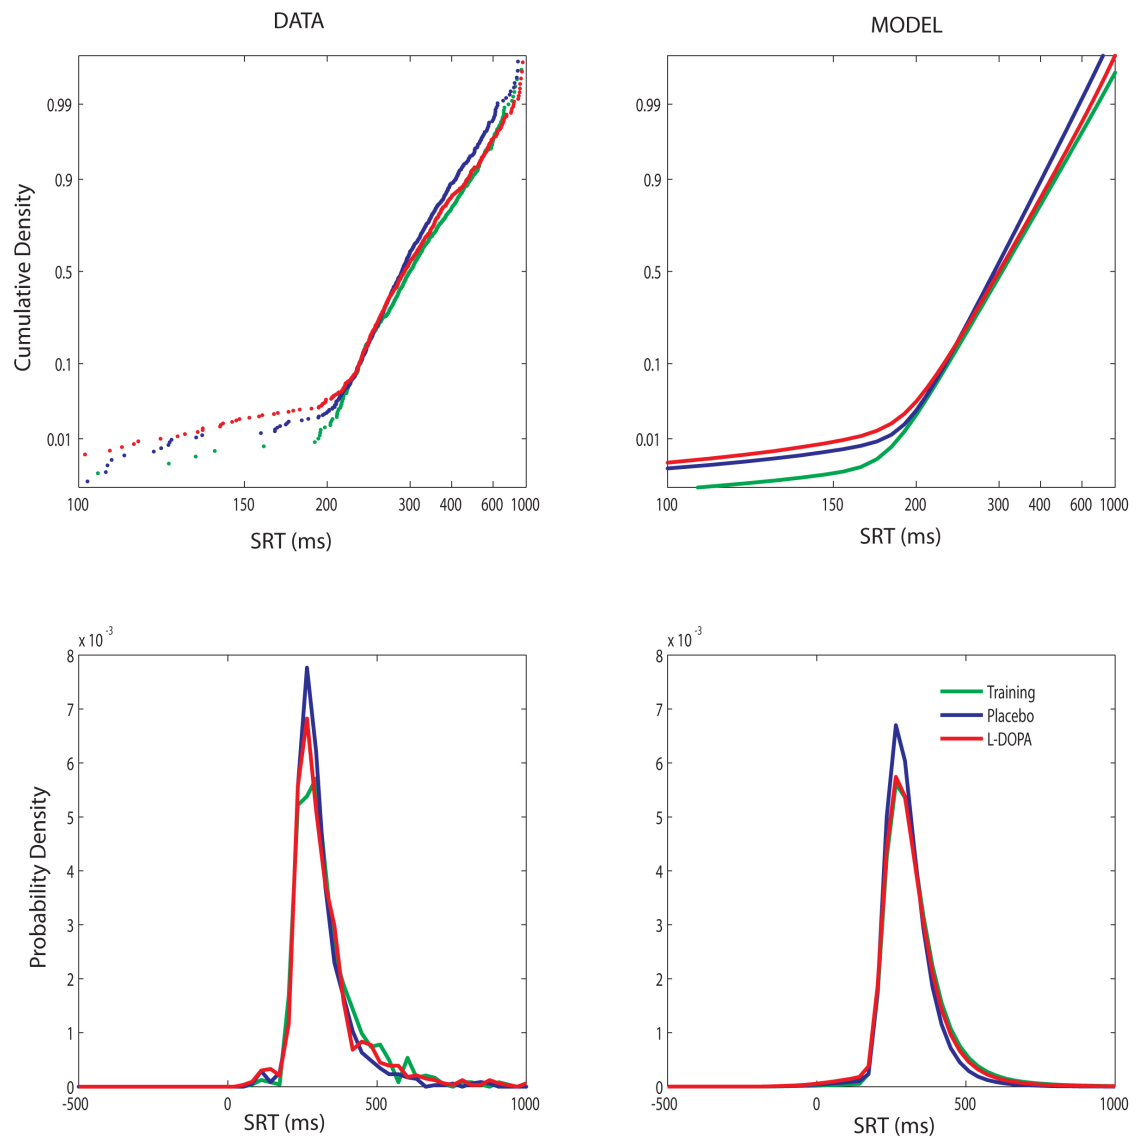 DATA
MODEL
Cumulative Density
0.99
0.9
0.5
0.1
0.01
100 150 200 300 400 600 1000
SRT (ms)
0.99
0.9
0.5
0.1
0.01
100 150 200 300 400 600 1000
SRT (ms)
Probability Density
x 10 -3
8
7
6
5
4
3
2
1
0
-500 0 500 1000
SRT (ms)
x 10 -3
8
7
6
5
4
3
2
1
0
Training
Placebo
L-DOPA
-500 0 500 1000
SRT (ms)